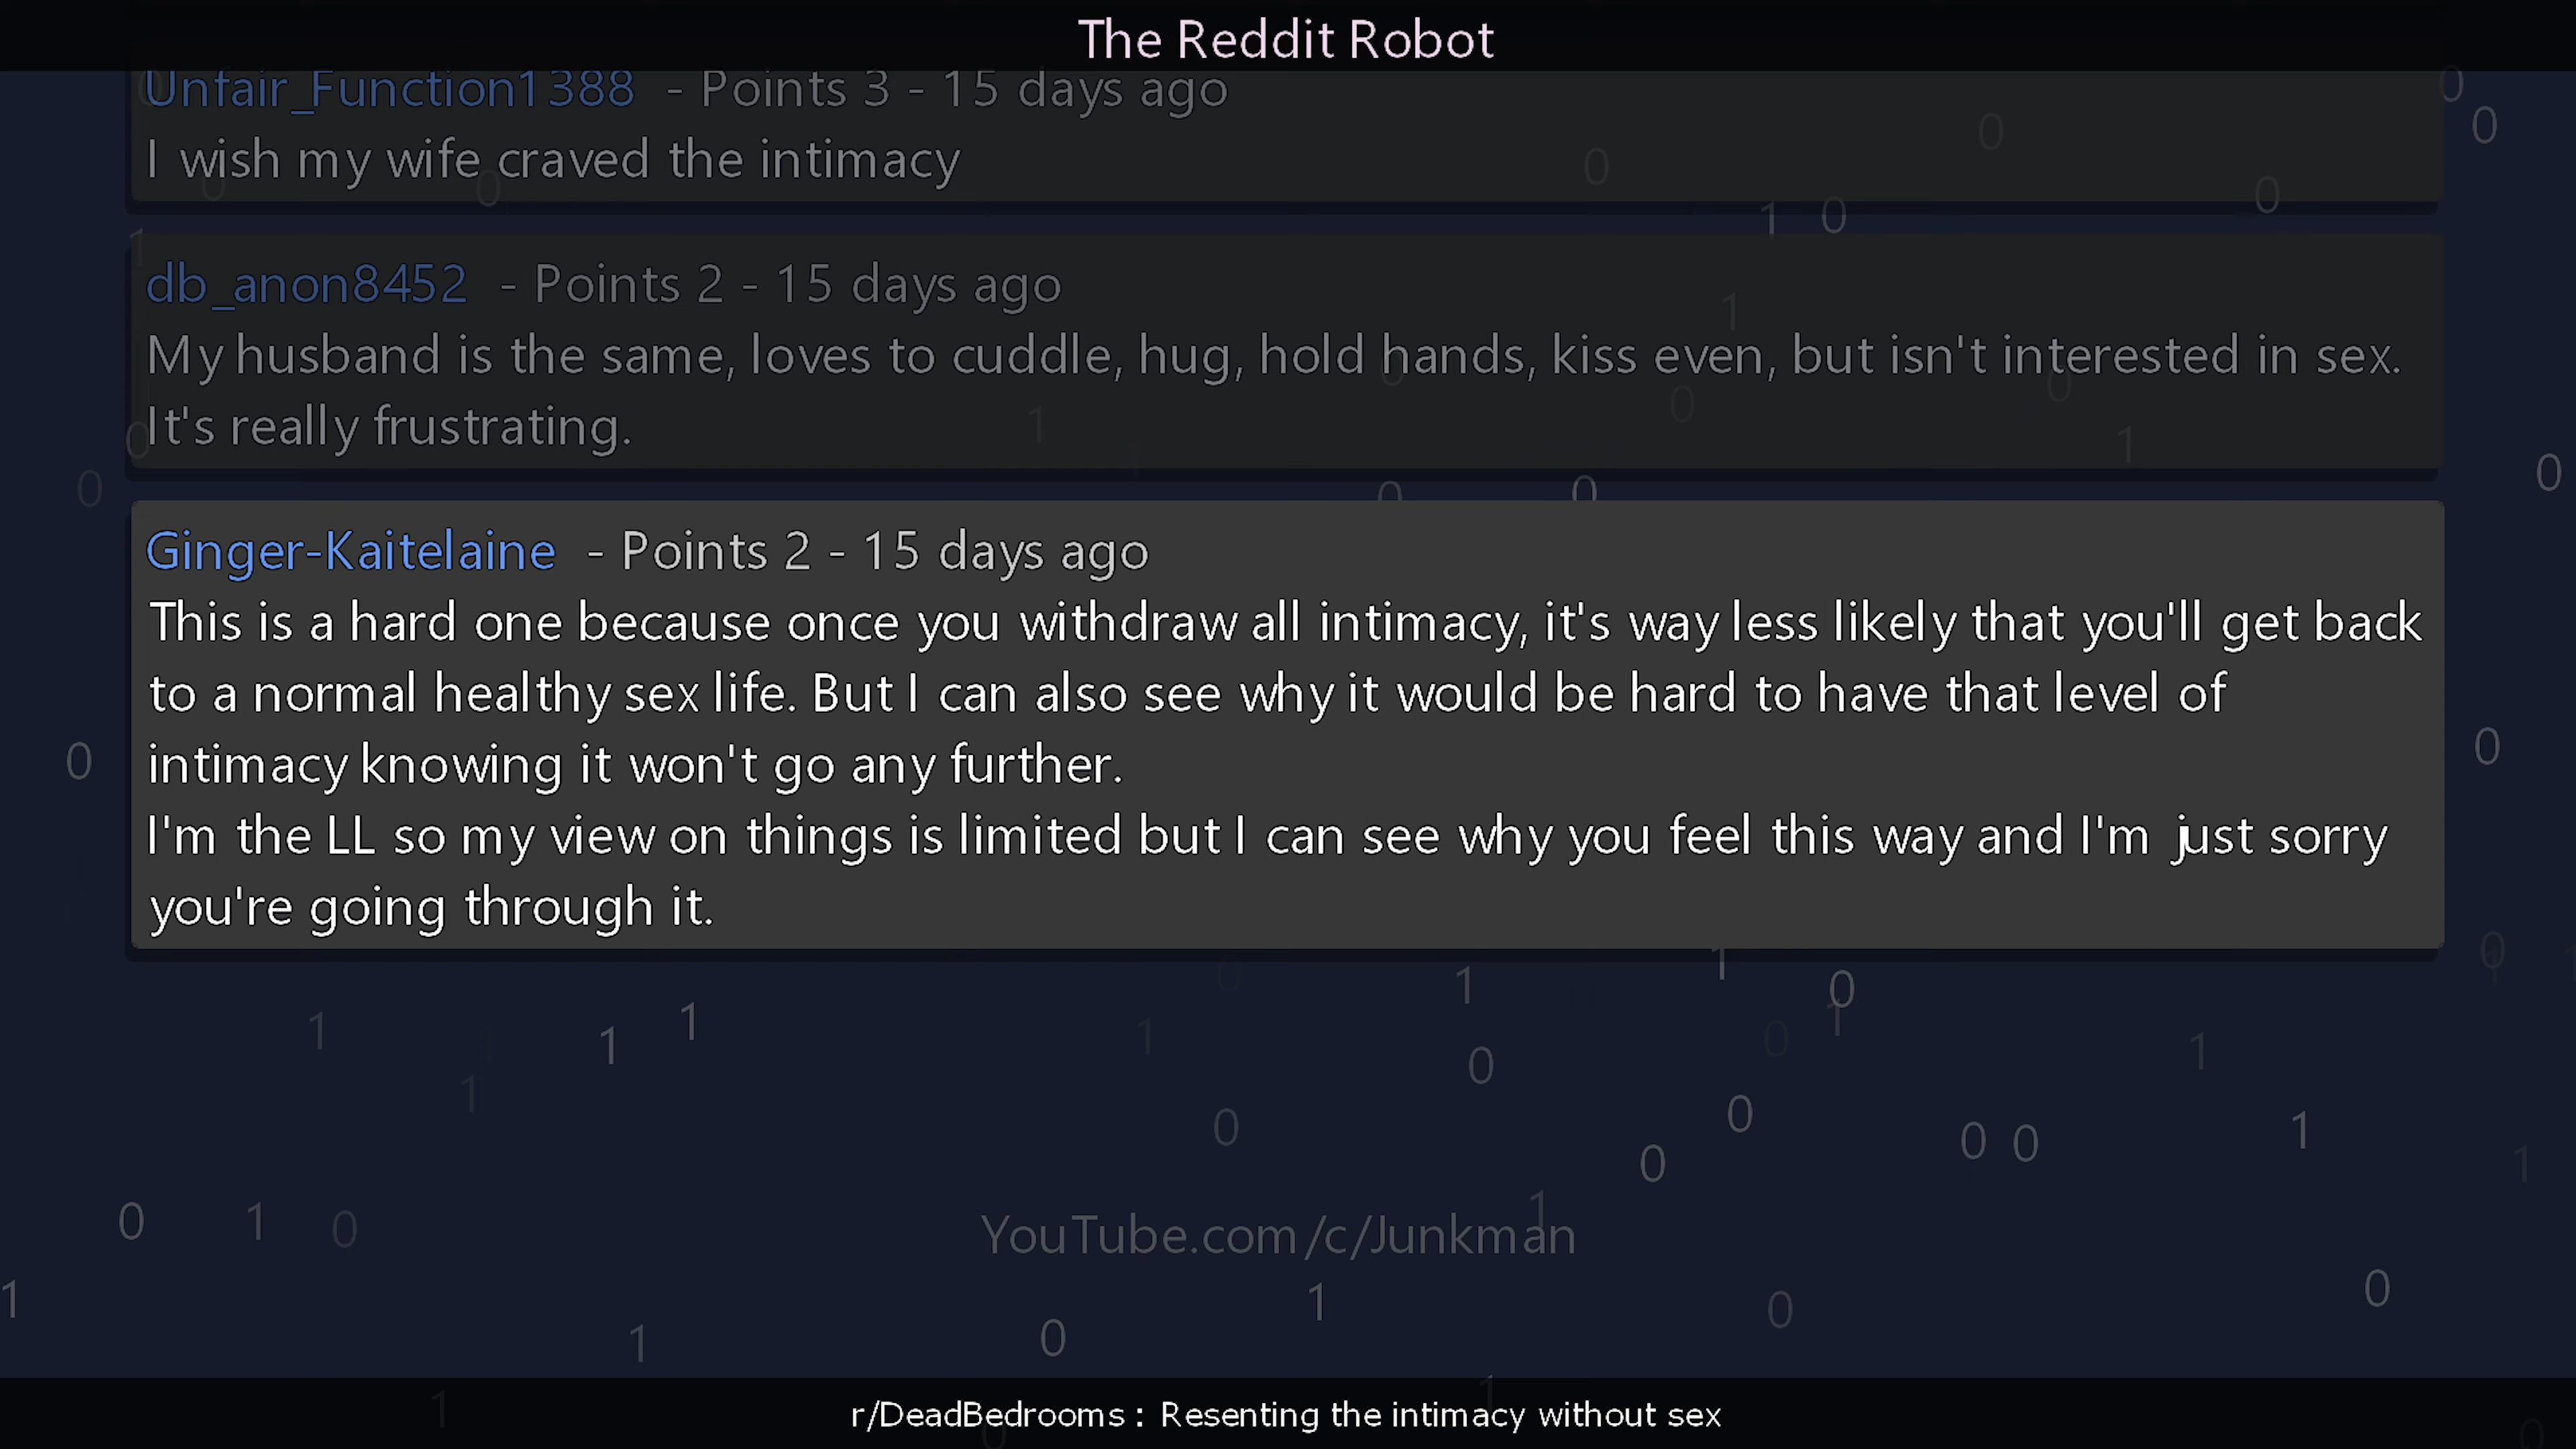 The Reddit Robot
Unfair_Function1388 - Points 3 - 15 days ago
I wish my wife craved the intimacy
db_anon8452 - Points 2 - 15 days ago
My husband is the same, loves to cuddle, hug, hold hands, kiss even, but isn't interested in sex.
It's really frustrating.
Ginger-Kaitelaine - Points 2 - 15 days ago
This is a hard one because once you withdraw all intimacy, it's way less likely that you'll get back
to a normal healthy sex life. But I can also see why it would be hard to have that level of
intimacy knowing it won't go any further.
I'm the LL so my view on things is limited but I can see why you feel this way and I'm just sorry
you're going through it.
YouTube.com/c/Junkman
r/DeadBedrooms : Resenting the intimacy without sex